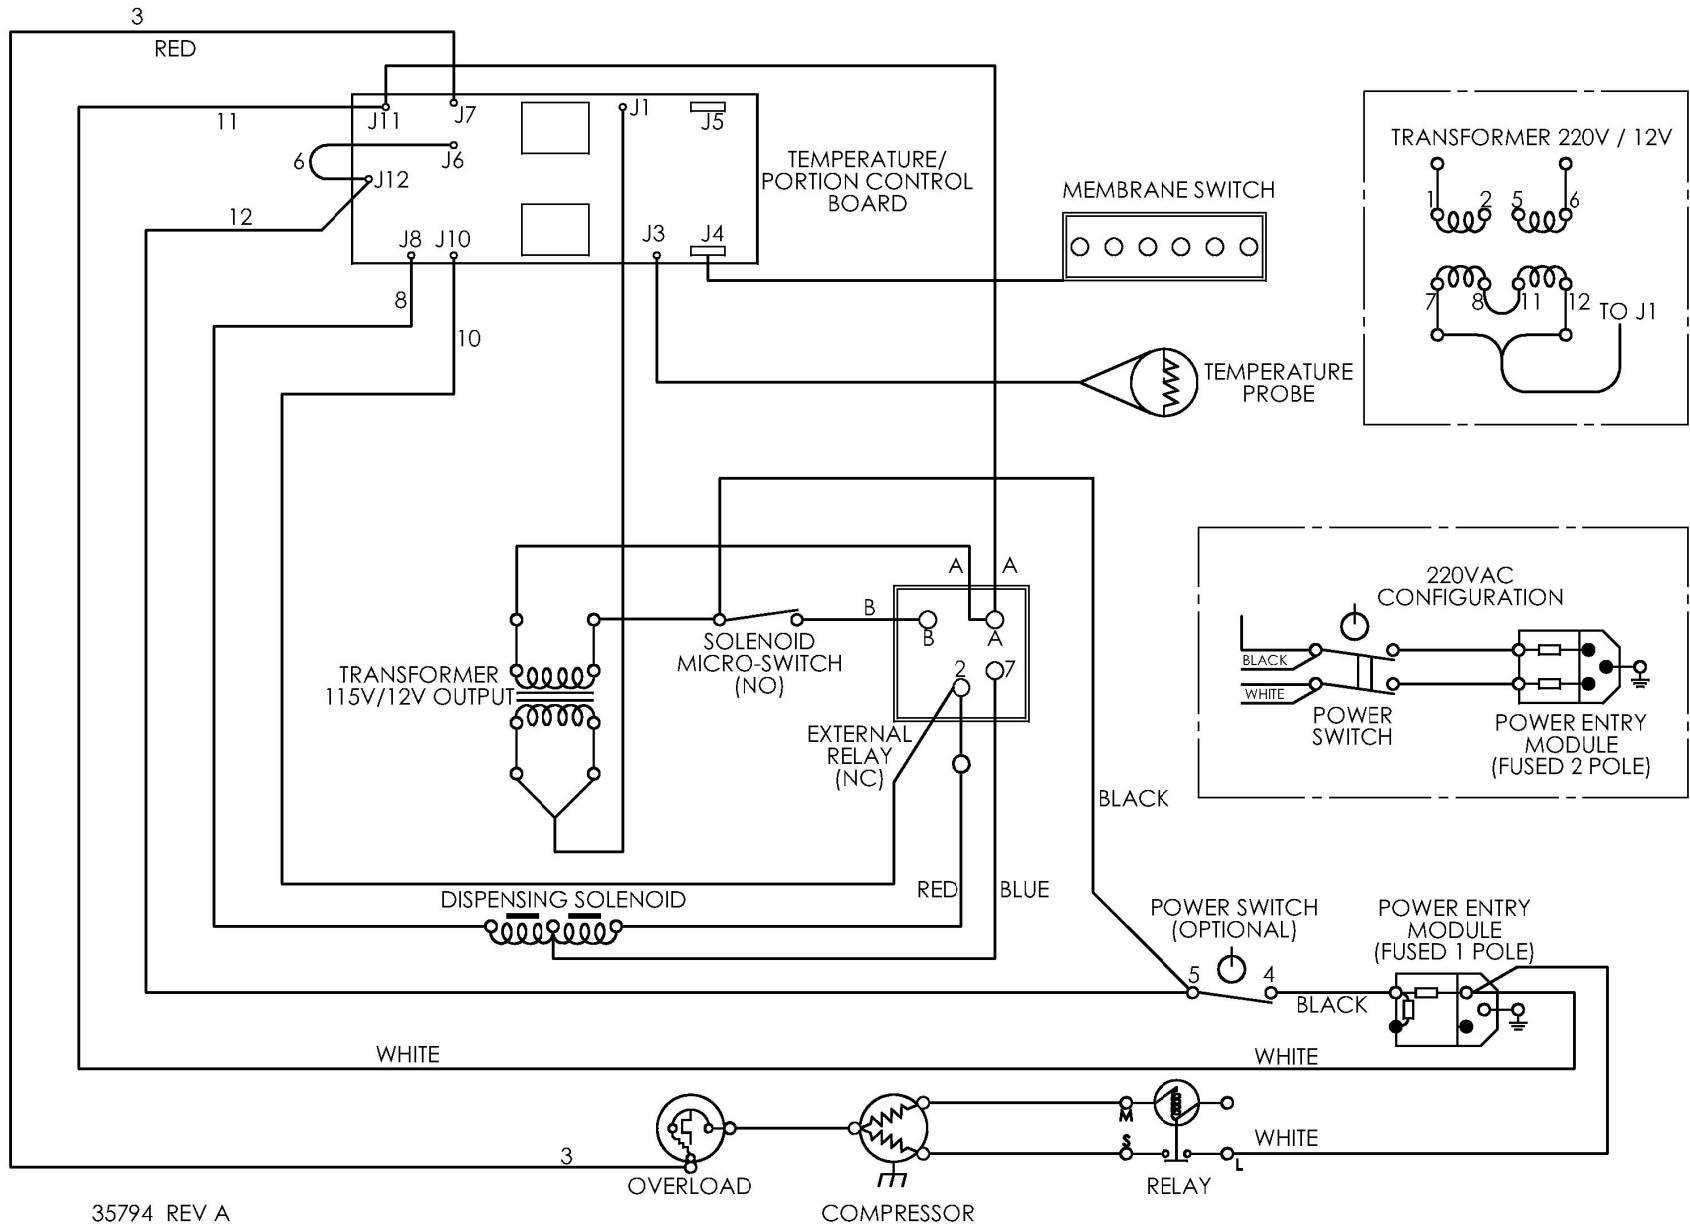 3
RED
11
J11
J7
J1
J5
6
J6
J12
12
J8 J10
J3
J4
TEMPERATURE/
PORTION CONTROL
BOARD
MEMBRANE SWITCH
TRANSFORMER 220V / 12V
1 2 5 6
7 8 11 12
TO J1
8
10
TEMPERATURE
PROBE
A A
B
B
A
2 7
SOLENOID
MICRO-SWITCH
(NO)
TRANSFORMER
115V/12V OUTPUT
EXTERNAL
RELAY
(NC)
220VAC
CONFIGURATION
BLACK
WHITE
POWER
SWITCH
POWER ENTRY
MODULE
(FUSED 2 POLE)
BLACK
RED
BLUE
DISPENSING SOLENOID
POWER SWITCH
(OPTIONAL)
5 4
BLACK
POWER ENTRY
MODULE
(FUSED 1 POLE)
WHITE
WHITE
M
S
WHITE
L
3
OVERLOAD
COMPRESSOR
RELAY
35794 REV A